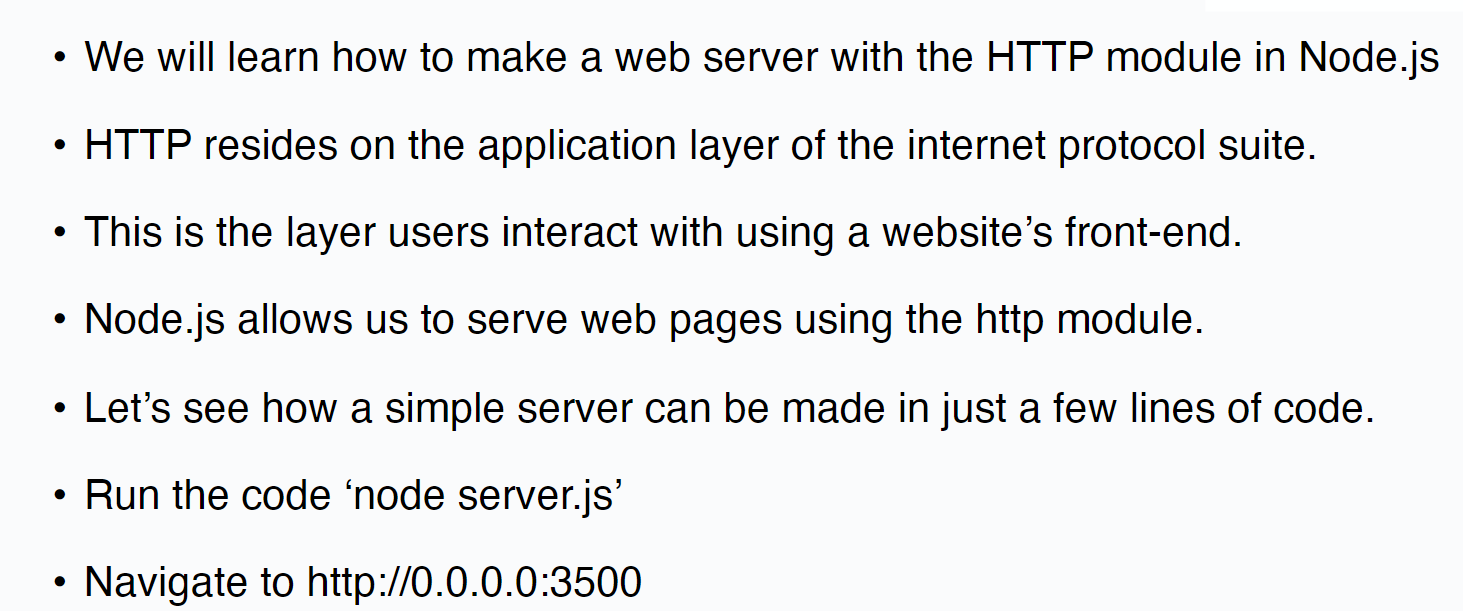 • We will learn how to make a web server with the HTTP module in Node.js
• HTTP resides on the application layer of the internet protocol suite.
• This is the layer users interact with using a website’s front-end.
• Node.js allows us to serve web pages using the http module.
• Let’s see how a simple server can be made in just a few lines of code.
• Run the code ‘node server.js’
• Navigate to http://0.0.0.0:3500